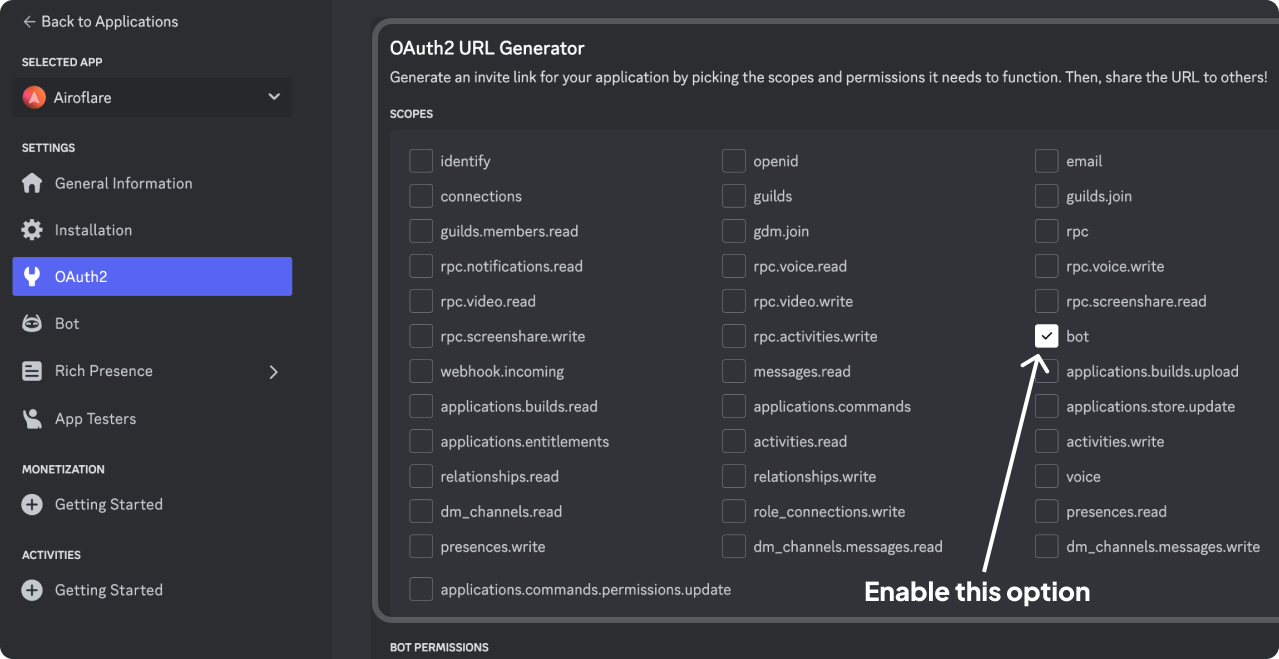 Back to Applications
SELECTED APP
Airoflare
SETTINGS
General Information
Installation
OAuth2
Bot
Rich Presence
App Testers
MONETIZATION
Getting Started
ACTIVITIES
Getting Started
OAuth2 URL Generator
Generate an invite link for your application by picking the scopes and permissions it needs to function. Then, share the URL to others!
SCOPES
identify openid email
connections guilds guilds.join
guilds.members.read gdm.join rpc
rpc.notifications.read rpc.voice.read rpc.voice.write
rpc.video.read rpc.video.write rpc.screenshare.read
rpc.screenshare.write rpc.activities.write bot
webhook.incoming messages.read applications.builds.upload
applications.builds.read applications.commands applications.store.update
applications.entitlements activities.read activities.write
relationships.read relationships.write voice
dm_channels.read role_connections.write presences.read
presences.write dm_channels.messages.read dm_channels.messages.write
applications.commands.permissions.update
Enable this option
BOT PERMISSIONS